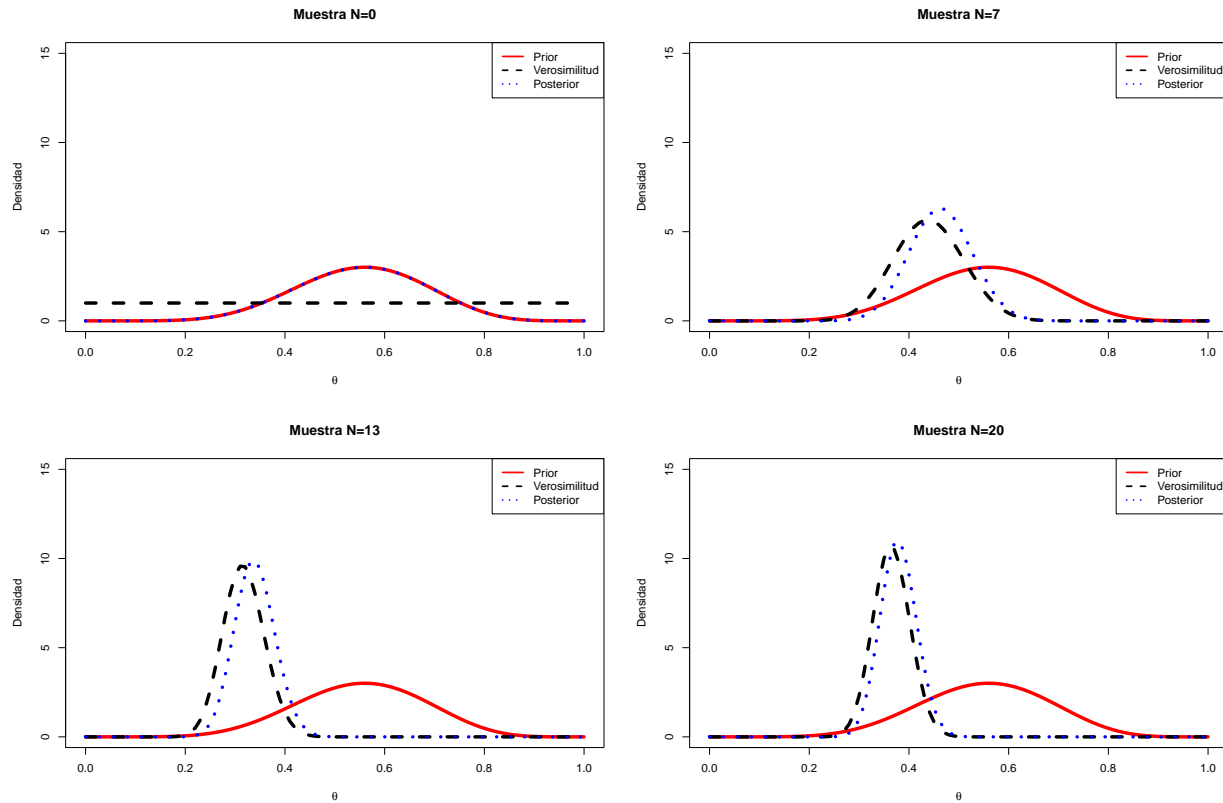 Muestra N=0
Prior
Verosimilitud
Posterior
Densidad
0 5 10 15
0.0 0.2 0.4 0.6 0.8 1.0
θ
Muestra N=7
Prior
Verosimilitud
Posterior
Densidad
0 5 10 15
0.0 0.2 0.4 0.6 0.8 1.0
θ
Muestra N=13
Prior
Verosimilitud
Posterior
Densidad
0 5 10 15
0.0 0.2 0.4 0.6 0.8 1.0
θ
Muestra N=20
Prior
Verosimilitud
Posterior
Densidad
0 5 10 15
0.0 0.2 0.4 0.6 0.8 1.0
θ